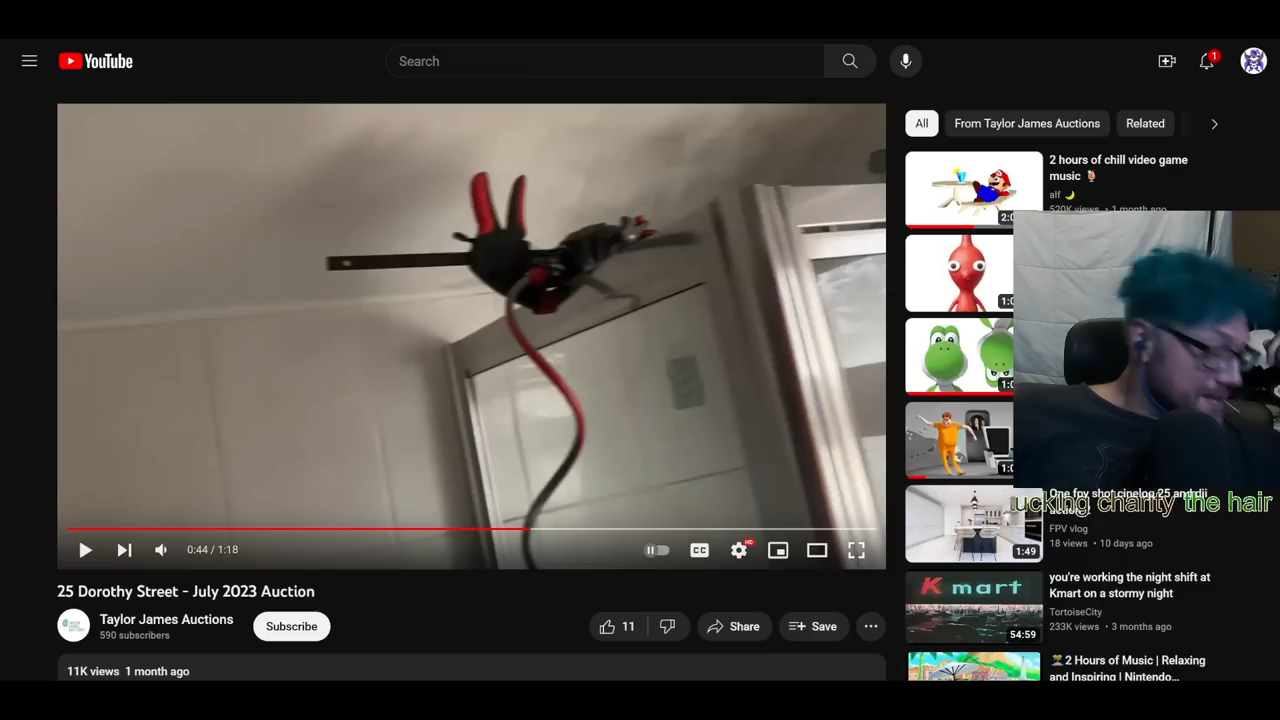 YouTube
Search
1
All
From Taylor James Auctions
Related
2 hours of chill video game
music
alf
520K views • 1 month ago
2:0
1:0
1:0
1:0
One fpv shot cinelog 25 and dji
ucking charity the hair
FPV vlog
18 views • 10 days ago
1:49
0:44 / 1:18
CC
HD
25 Dorothy Street - July 2023 Auction
Taylor James Auctions
590 subscribers
Subscribe
11
Share
Save
K mart
you're working the night shift at
Kmart on a stormy night
TortoiseCity
233K views • 3 months ago
54:59
11K views 1 month ago
2 Hours of Music | Relaxing
and Inspiring | Nintendo...